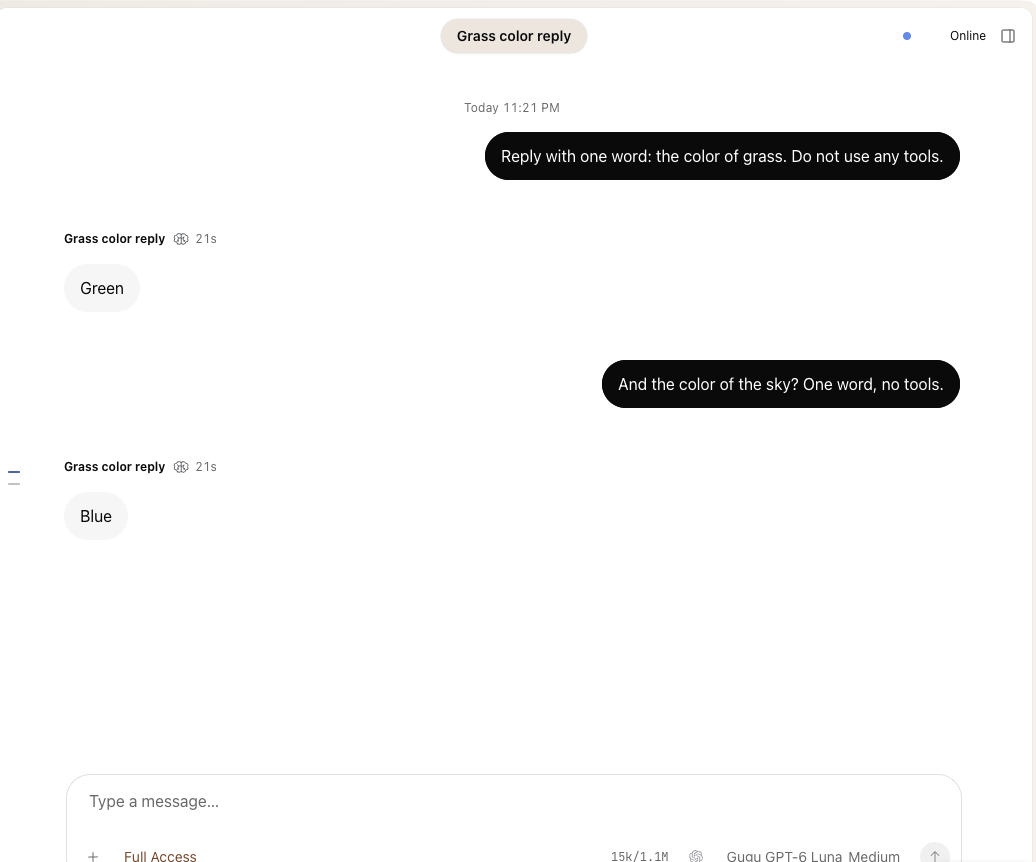 Grass color reply
Online
Today 11:21 PM
Reply with one word: the color of grass. Do not use any tools.
Grass color reply 21s
Green
And the color of the sky? One word, no tools.
Grass color reply 21s
Blue
Type a message...
Full Access 15k/1.1M Gugu GPT-6 Luna Medium